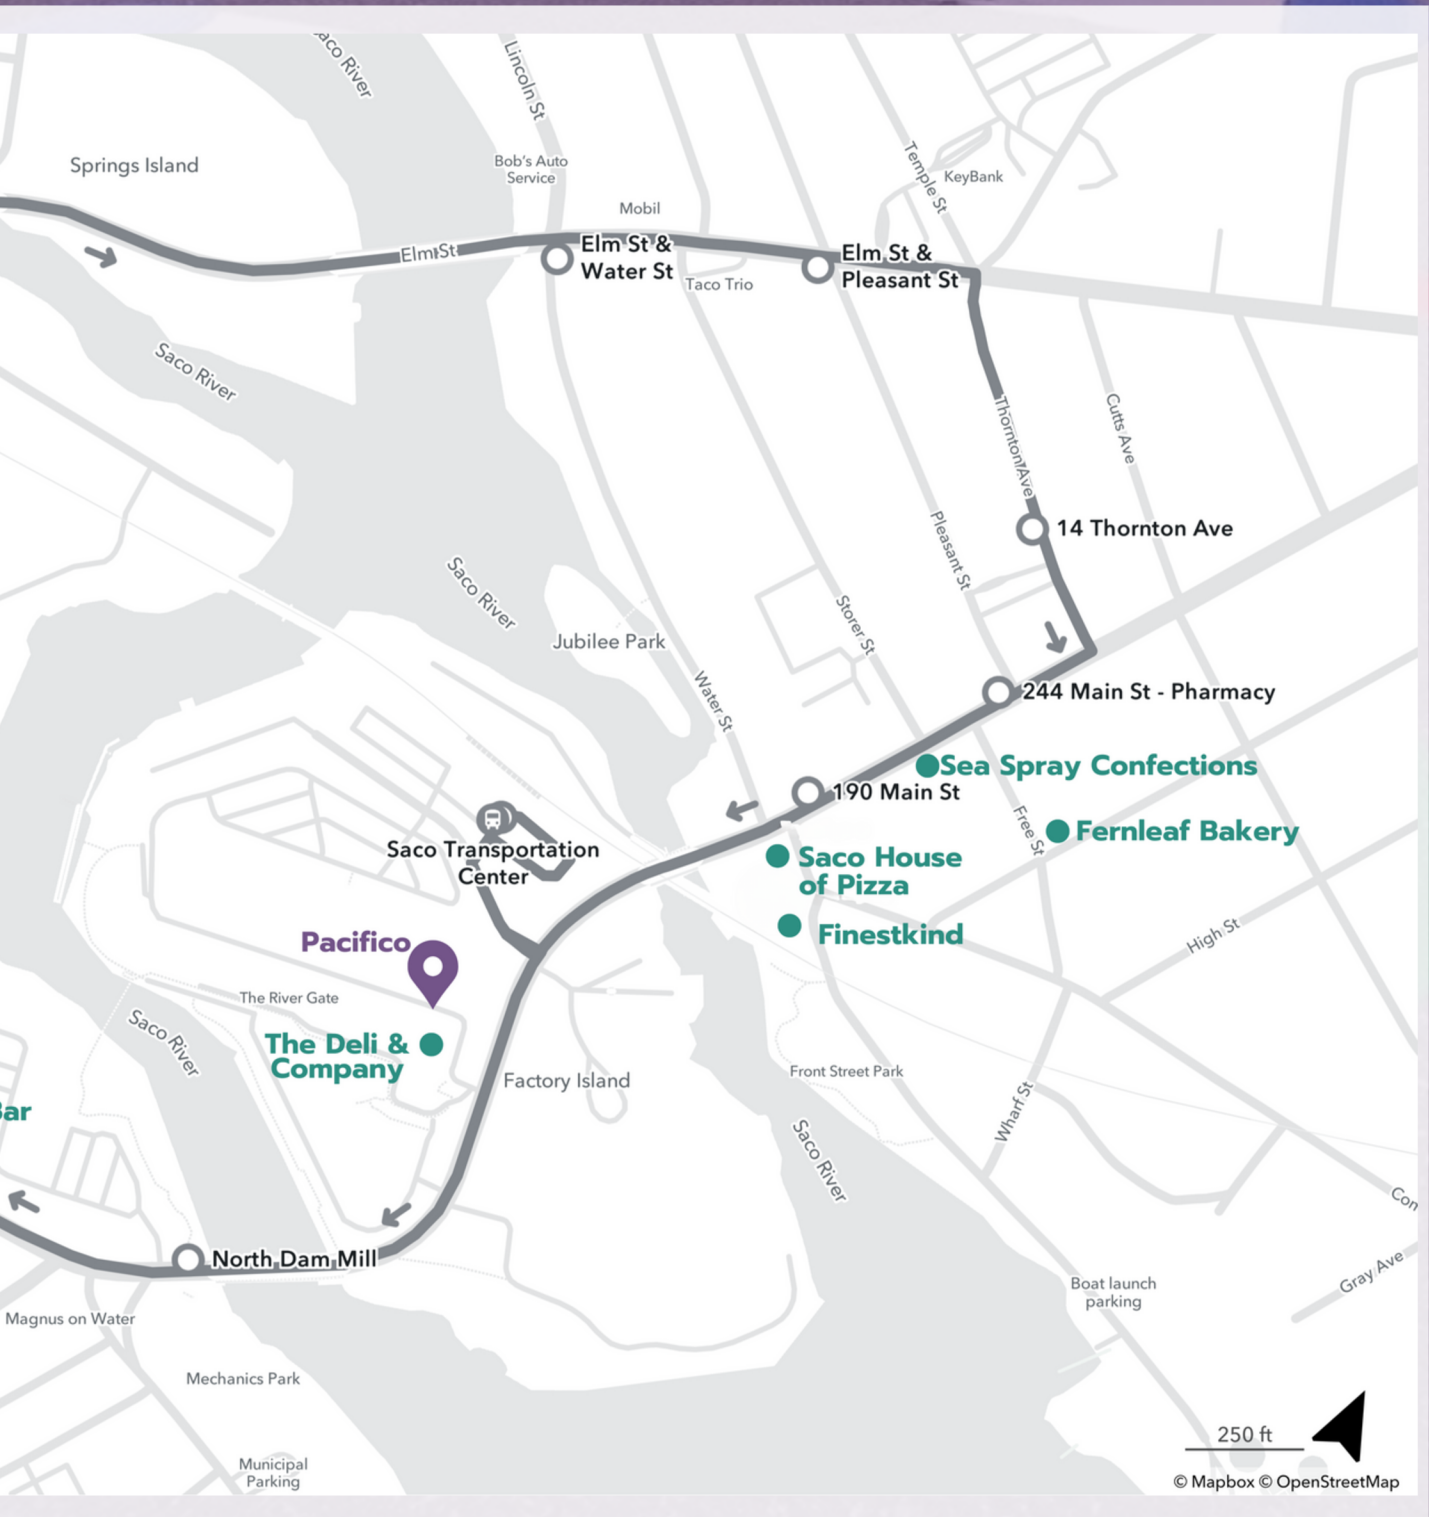 aco River
Lincoln St
Springs Island
Bob's Auto
Service
Temple St
KeyBank
Mobil
Elm St
Elm St &
Water St
Elm St &
Pleasant St
Taco Trio
Saco River
Thornton Ave
Cutts Ave
14 Thornton Ave
Pleasant St
Saco River
Storer St
Jubilee Park
Water St
244 Main St - Pharmacy
Sea Spray Confections
190 Main St
Free St
Fernleaf Bakery
Saco Transportation
Center
Saco House
of Pizza
Finestkind
High St
Pacifico
The River Gate
Saco River
The Deli &
Company
Factory Island
Front Street Park
Wharf St
Bar
Saco River
Con
North Dam Mill
Gray Ave
Boat launch
parking
Magnus on Water
Mechanics Park
Municipal
Parking
250 ft
© Mapbox © OpenStreetMap